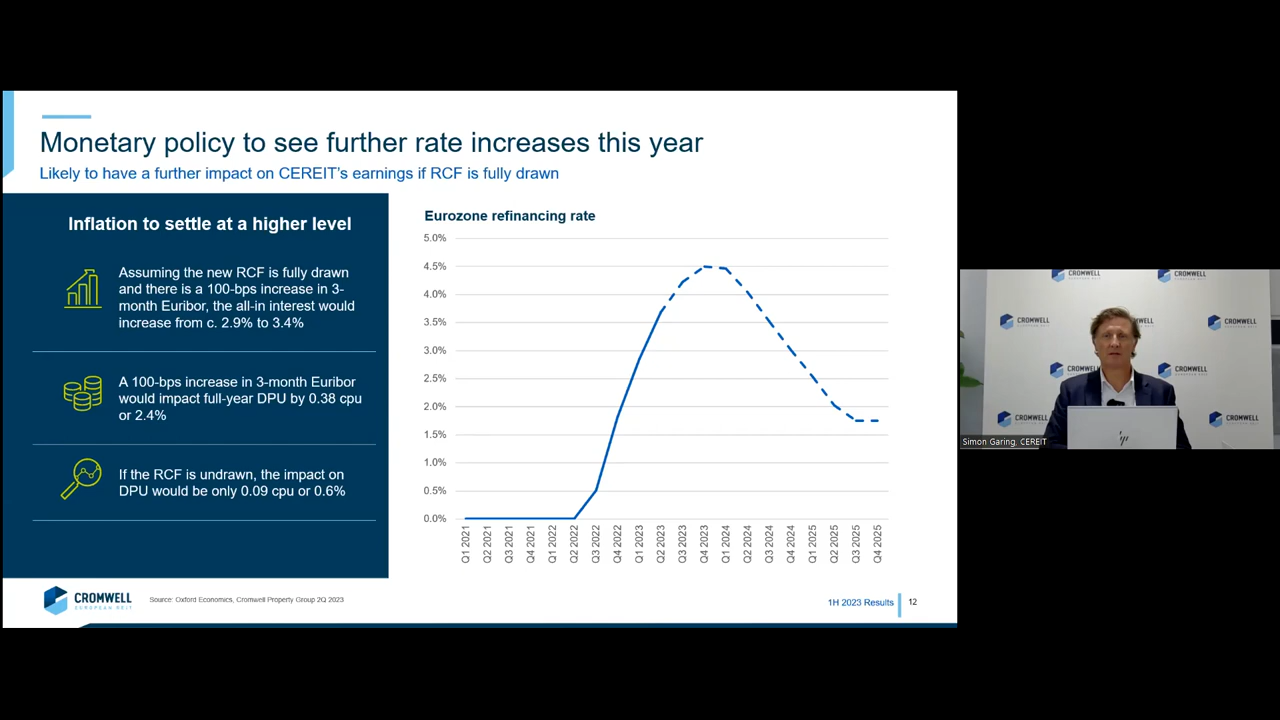 Monetary policy to see further rate increases this year
Likely to have a further impact on CEREIT's earnings if RCF is fully drawn
Inflation to settle at a higher level
Assuming the new RCF is fully drawn
and there is a 100-bps increase in 3-
month Euribor, the all-in interest would
increase from c. 2.9% to 3.4%
A 100-bps increase in 3-month Euribor
would impact full-year DPU by 0.38 cpu
or 2.4%
If the RCF is undrawn, the impact on
DPU would be only 0.09 cpu or 0.6%
Eurozone refinancing rate
5.0%
4.5%
4.0%
3.5%
3.0%
2.5%
2.0%
1.5%
1.0%
0.5%
0.0%
Q1 2021
Q2 2021
Q3 2021
Q4 2021
Q1 2022
Q2 2022
Q3 2022
Q4 2022
Q1 2023
Q2 2023
Q3 2023
Q4 2023
Q1 2024
Q2 2024
Q3 2024
Q4 2024
Q1 2025
Q2 2025
Q3 2025
Q4 2025
CROMWELL
EUROPEAN REIT
Source: Oxford Economics, Cromwell Property Group 2Q 2023
1H 2023 Results
12
CROMWELL
CROMWELL
CROMWELL
CROMWELL
CROMWELL
CROMWELL
CROMWELL
hp
Simon Garing, CEREIT